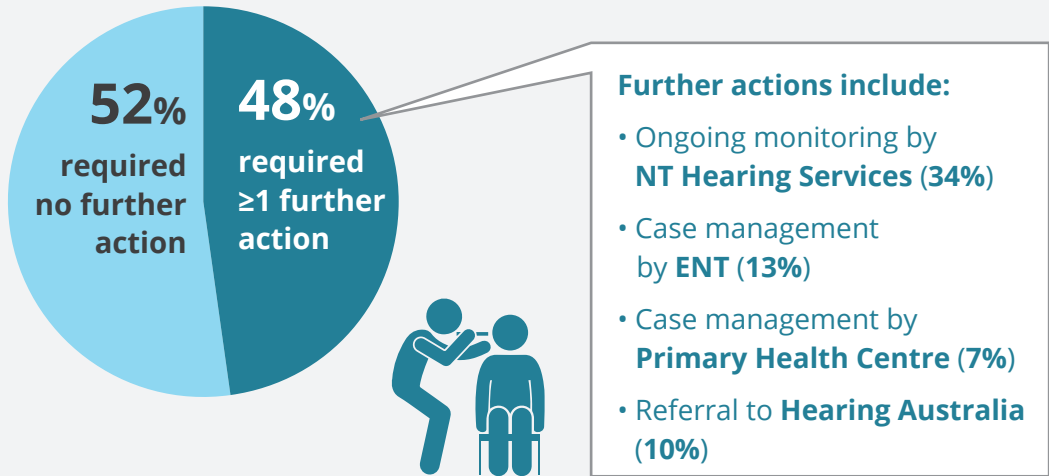 52%
required
no further
action
48%
required
≥1 further
action
Further actions include:
• Ongoing monitoring by
NT Hearing Services (34%)
• Case management
by ENT (13%)
• Case management by
Primary Health Centre (7%)
• Referral to Hearing Australia
(10%)